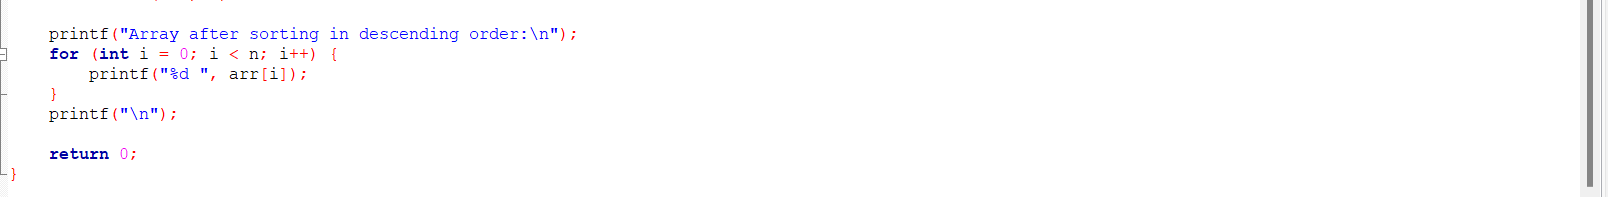 printf("Array after sorting in descending order:\n");
for (int i = 0; i < n; i++) {
printf("%d ", arr[i]);
}
printf("\n");
return 0;
}